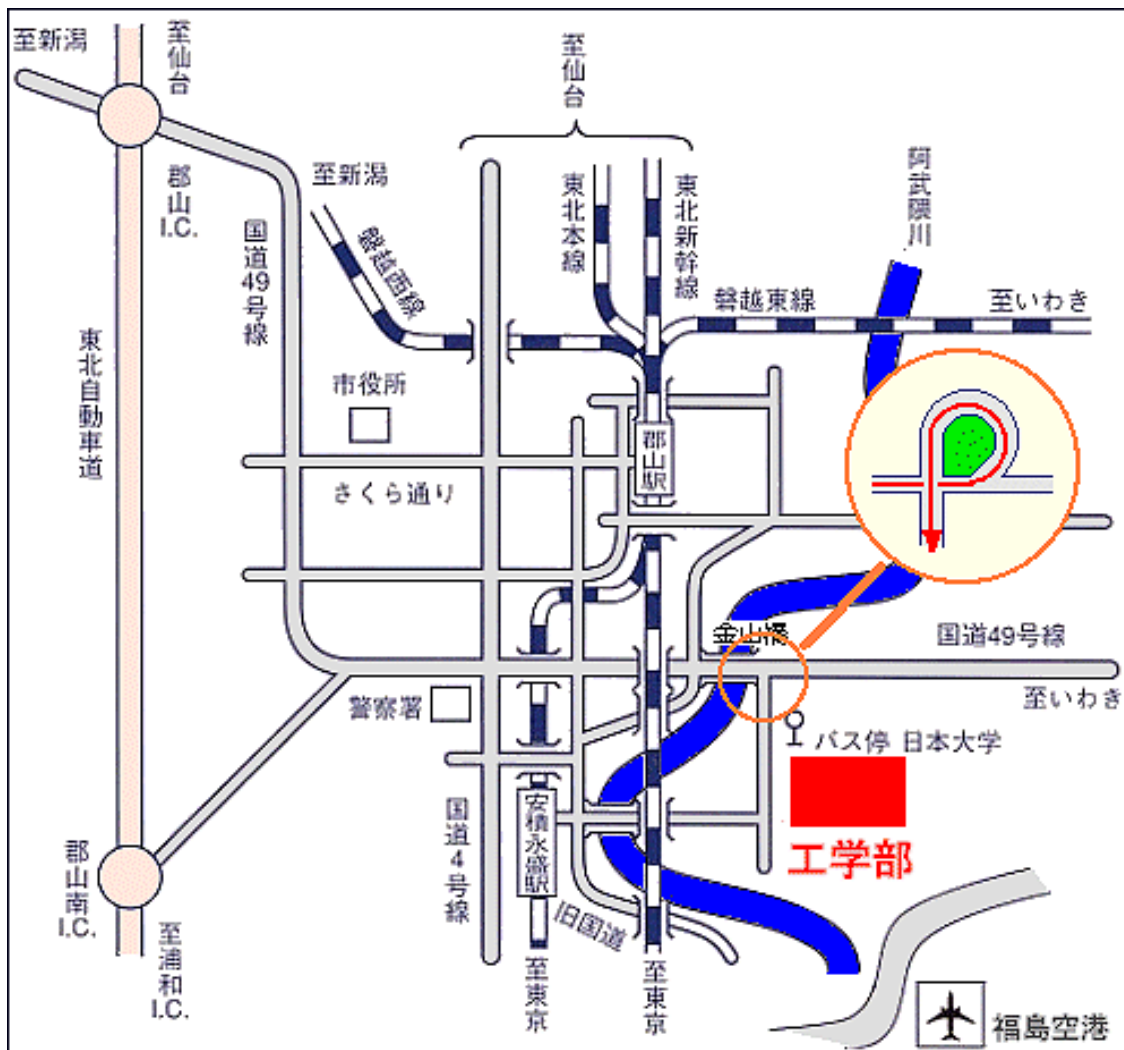 至新潟
至仙台
至仙台
郡山
I.C.
至新潟
国道49号線
磐越西線
東北本線
東北新幹線
阿武隈川
磐越東線
至いわき
東北自動車道
市役所
郡山駅
さくら通り
金山橋
国道49号線
至いわき
警察署
バス停 日本大学
工学部
国道4号線
安積永盛駅
旧国道
郡山南
I.C.
至浦和
I.C.
至東京
至東京
福島空港